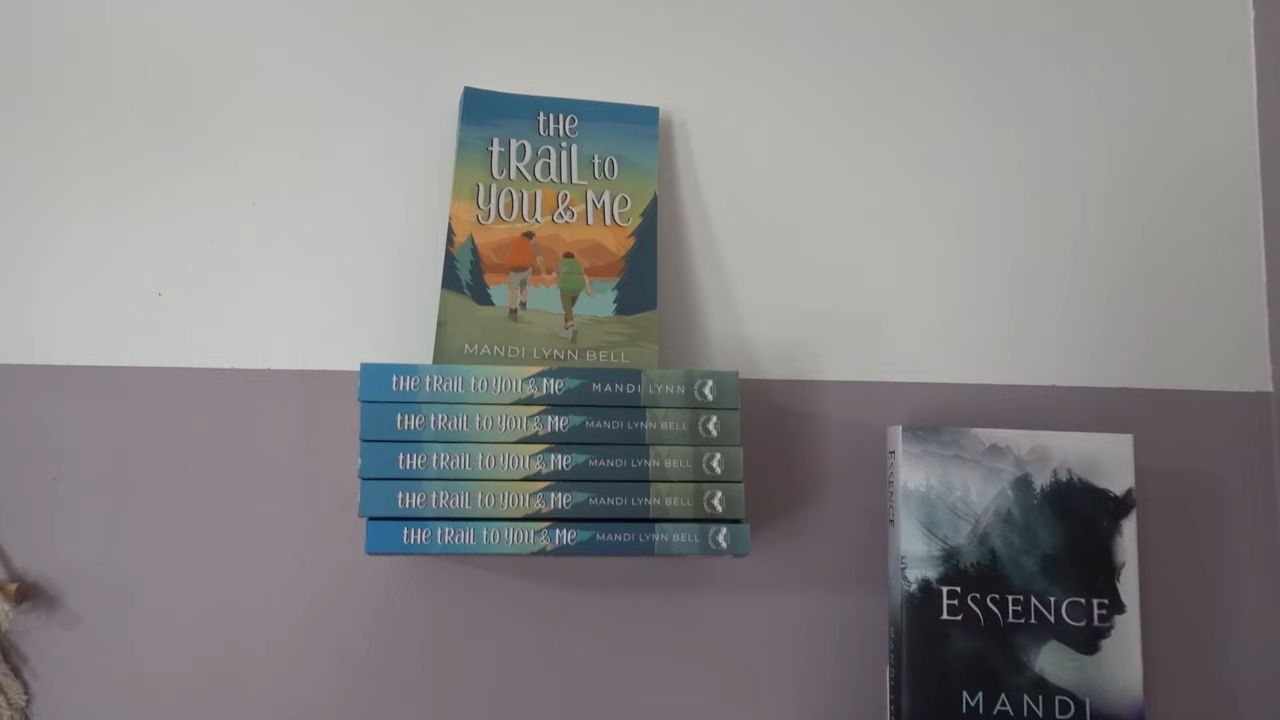 the
traiL to
you & Me
MANDI LYNN BELL
the traiL to you & Me MANDI LYNN
the traiL to you & Me MANDI LYNN BELL
the traiL to you & Me MANDI LYNN BELL
the traiL to you & Me MANDI LYNN BELL
the traiL to you & Me MANDI LYNN BELL
ESSENCE
ESSENCE
MANDI